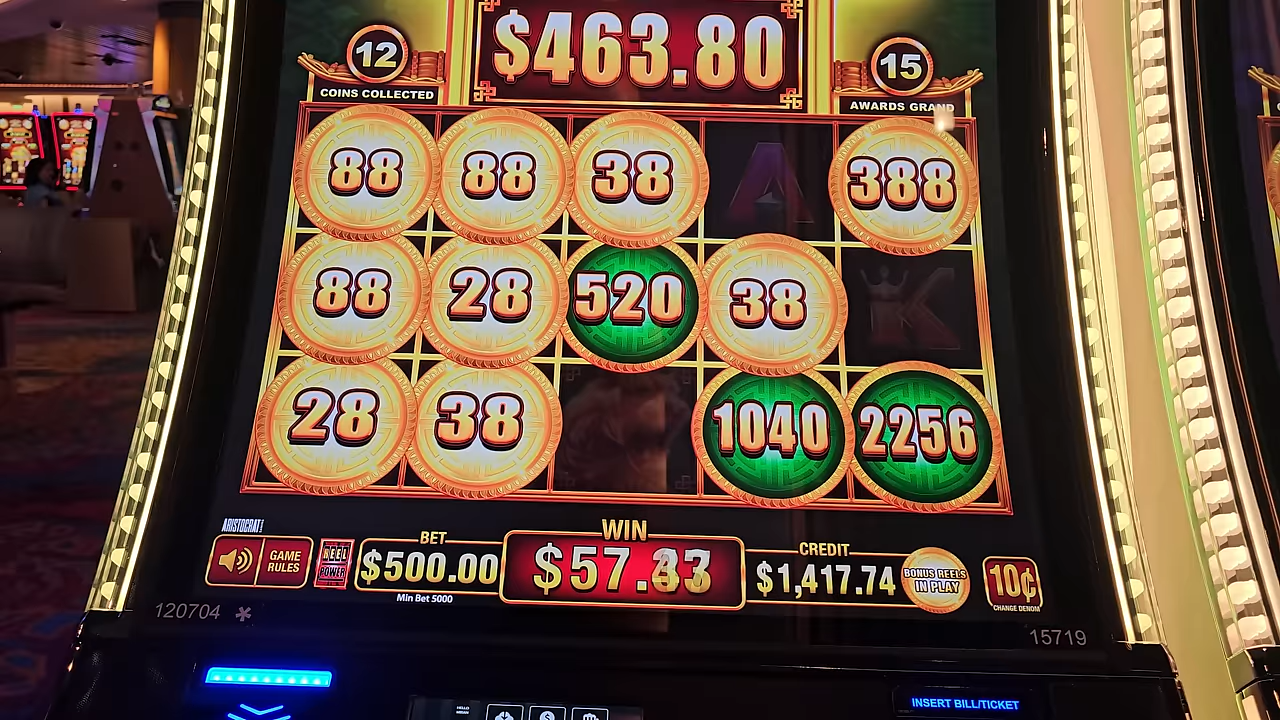 $463.80
12
COINS COLLECTED
15
AWARDS GRAND
88 88 38 A 388
88 28 520 38 K
28 38 1040 2256
ARISTOCRAT
GAME RULES
REEL POWER
BET
$500.00
Min Bet 5000
WIN
CREDIT
$1,417.74
BONUS REELS
IN PLAY
10¢
CHANGE DENOM
120704 *
15719
INSERT BILL/TICKET